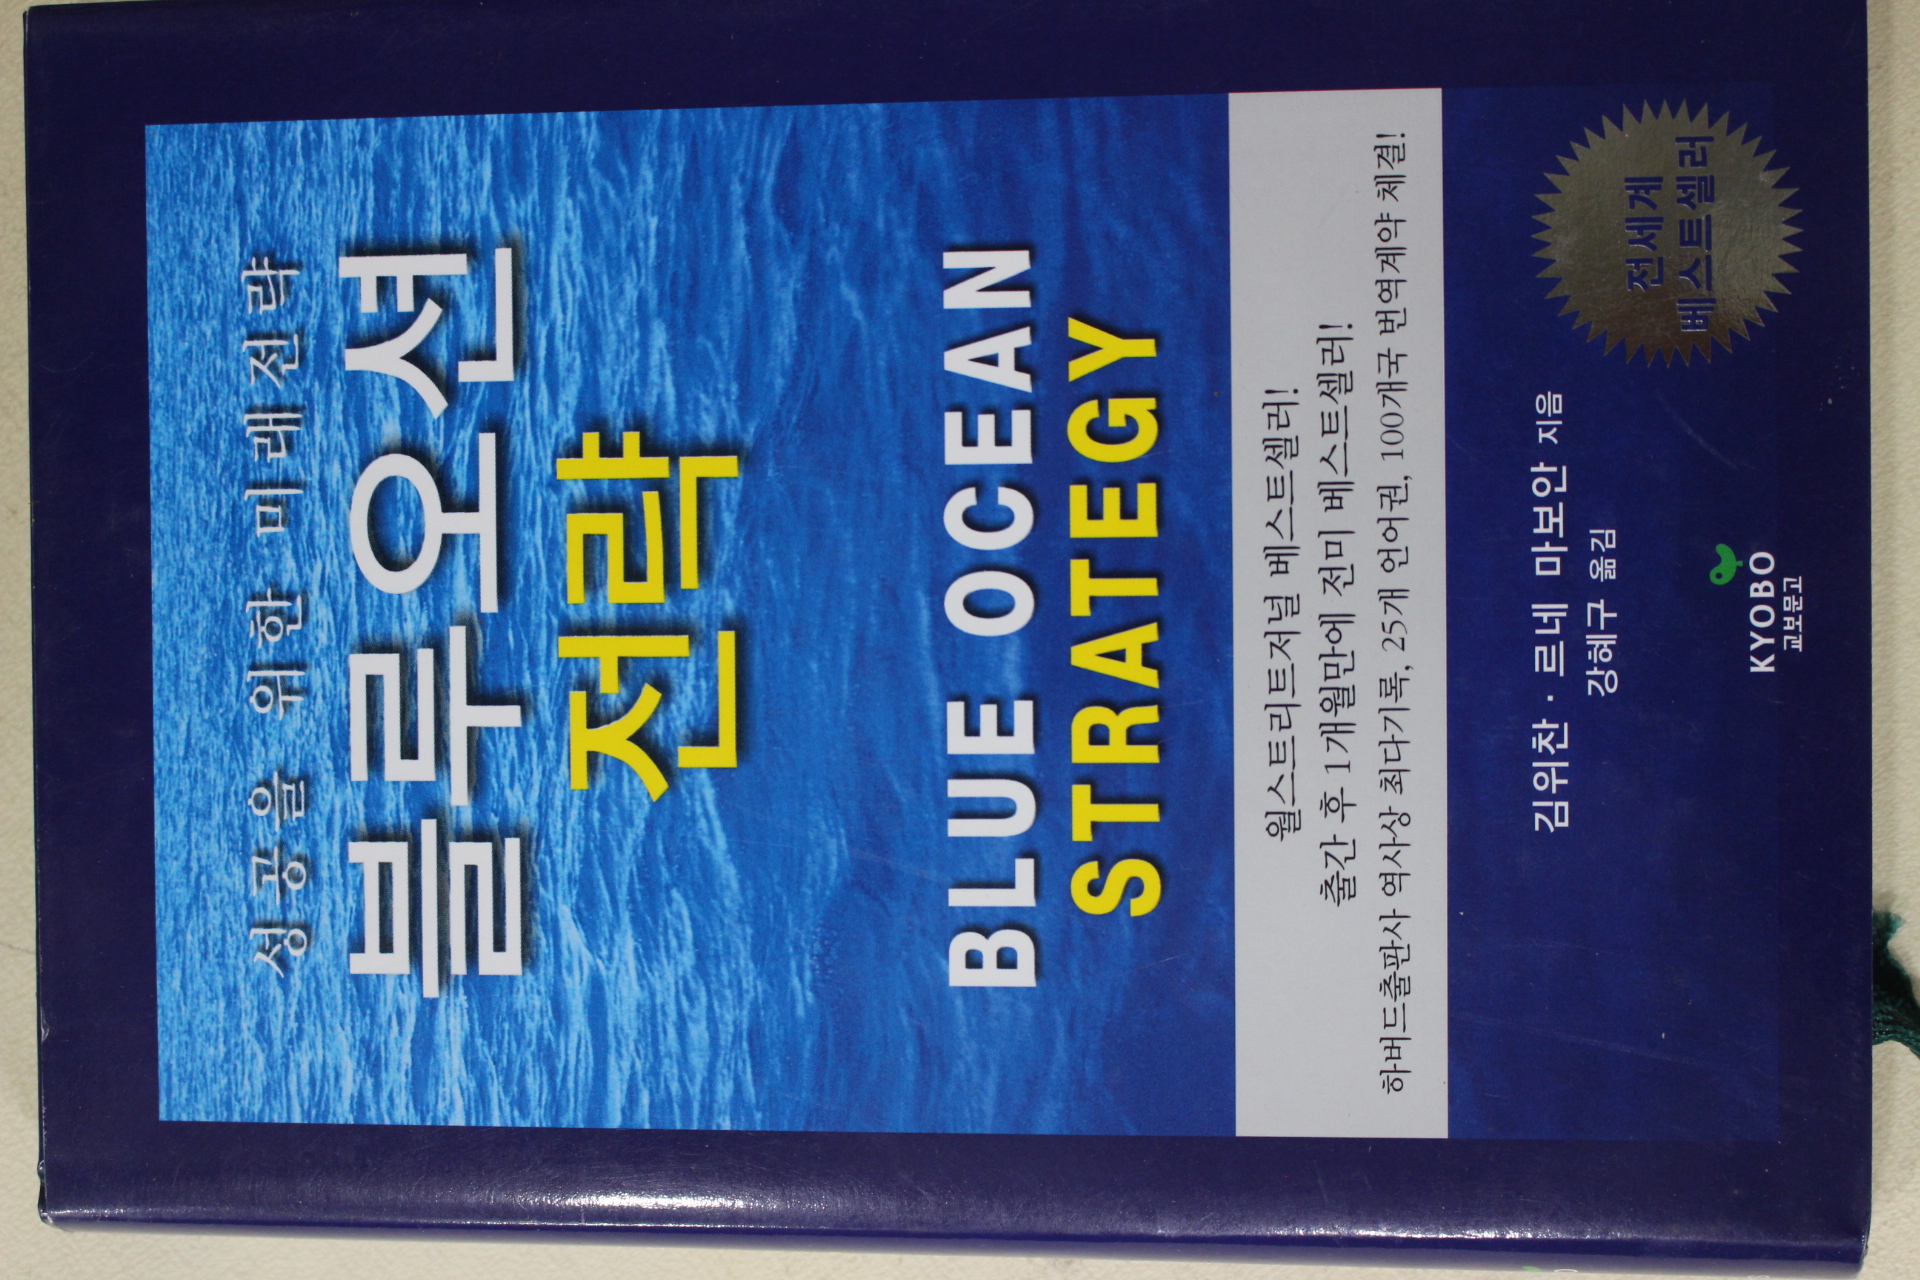 성공을 위한 미래전략
블루오션
전략
BLUE OCEAN
STRATEGY
월스트리트저널 베스트셀러!
출간 후 1개월만에 전미 베스트셀러!
하버드출판사 역사상 최다기록, 25개 언어권, 100개국 번역계약 체결!
김위찬 · 르네 마보안 지음
강혜구 옮김
전세계
베스트셀러
KYOBO
교보문고